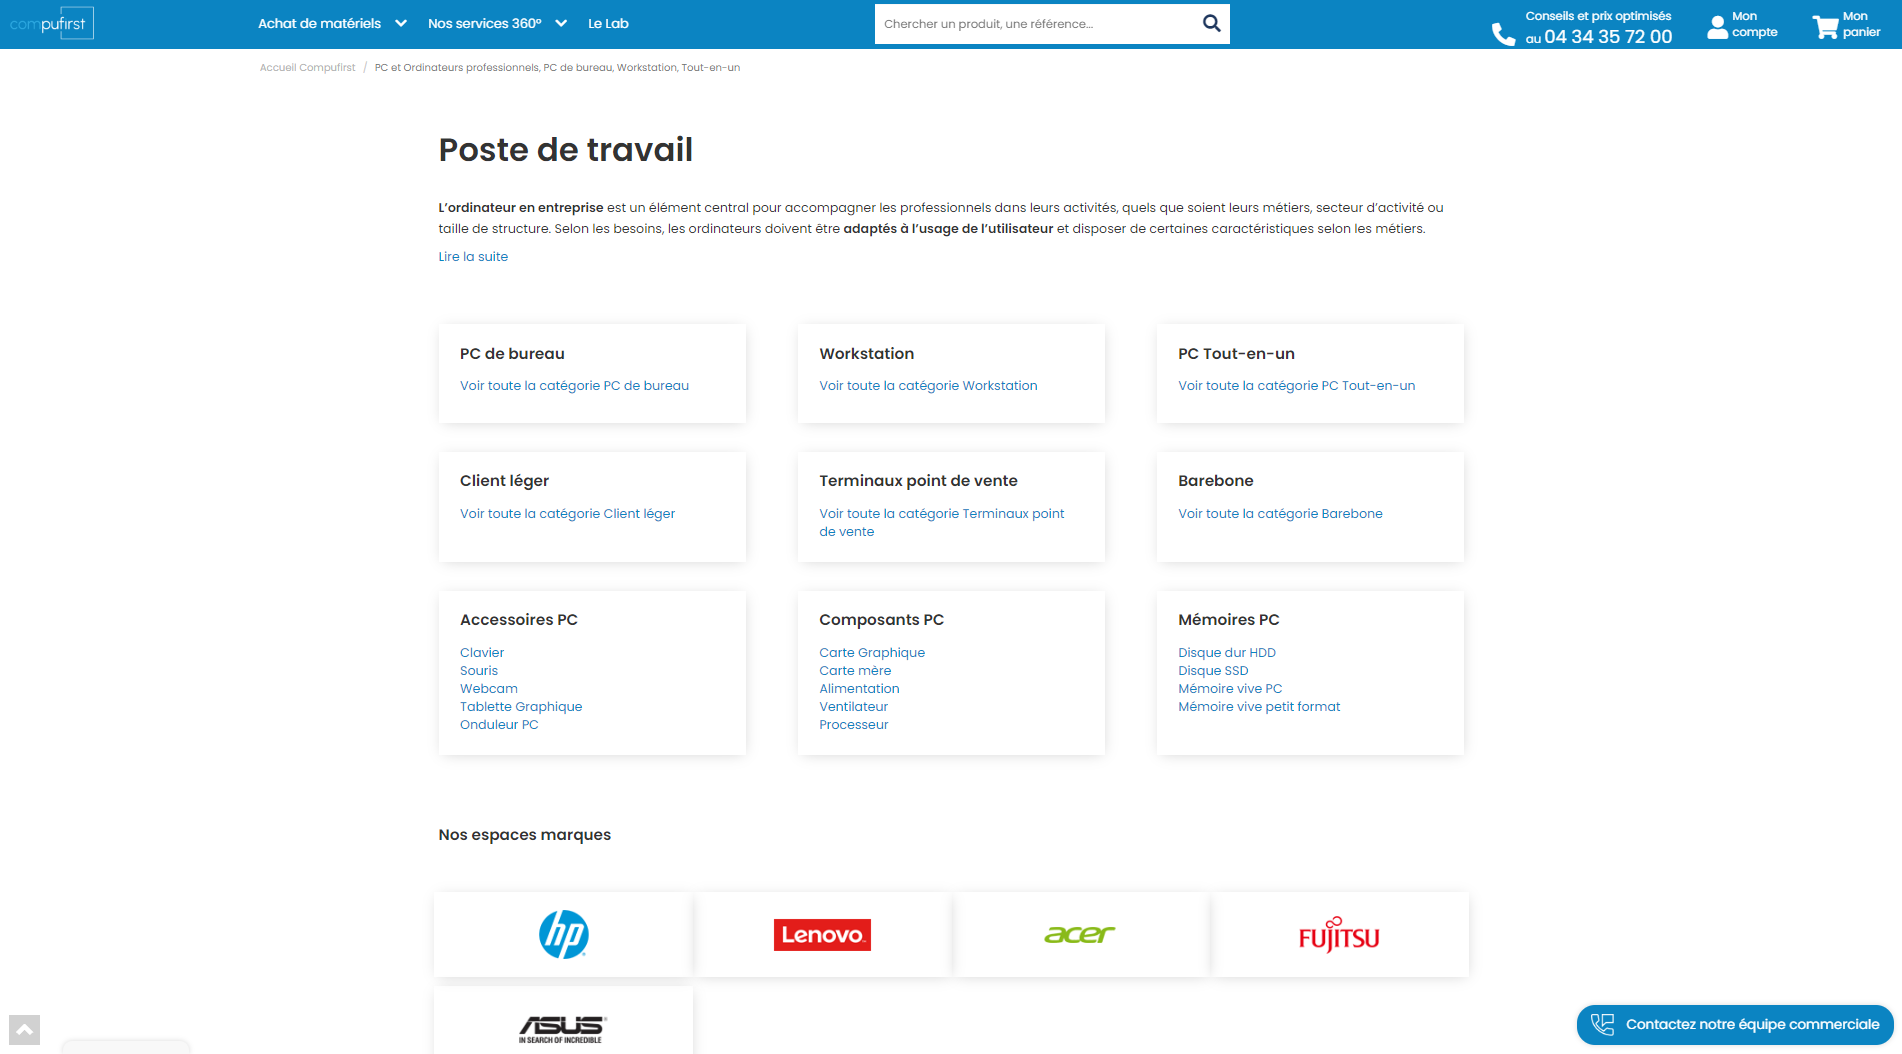 compufirst
Achat de matériels
Nos services 360°
Le Lab
Chercher un produit, une référence...
Conseils et prix optimisés
au 04 34 35 72 00
Mon
compte
Mon
panier
Accueil Compufirst / PC et Ordinateurs professionnels, PC de bureau, Workstation, Tout-en-un
Poste de travail
L’ordinateur en entreprise est un élément central pour accompagner les professionnels dans leurs activités, quels que soient leurs métiers, secteur d’activité ou
taille de structure. Selon les besoins, les ordinateurs doivent être adaptés à l’usage de l’utilisateur et disposer de certaines caractéristiques selon les métiers.
Lire la suite
PC de bureau
Voir toute la catégorie PC de bureau
Workstation
Voir toute la catégorie Workstation
PC Tout-en-un
Voir toute la catégorie PC Tout-en-un
Client léger
Voir toute la catégorie Client léger
Terminaux point de vente
Voir toute la catégorie Terminaux point
de vente
Barebone
Voir toute la catégorie Barebone
Accessoires PC
Clavier
Souris
Webcam
Tablette Graphique
Onduleur PC
Composants PC
Carte Graphique
Carte mère
Alimentation
Ventilateur
Processeur
Mémoires PC
Disque dur HDD
Disque SSD
Mémoire vive PC
Mémoire vive petit format
Nos espaces marques
hp
Lenovo
acer
FUJITSU
ASUS
IN SEARCH OF INCREDIBLE
Contactez notre équipe commerciale